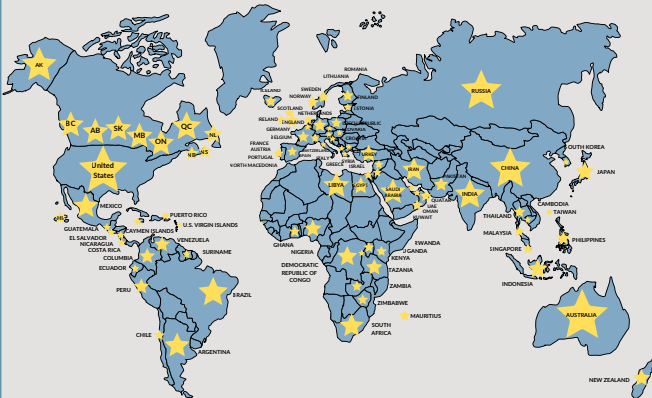 AK
BC
AB
SK
MB
ON
QC
NL
NB
NS
United
States
HI
MEXICO
PUERTO RICO
U.S. VIRGIN ISLANDS
CAYMEN ISLANDS
GUATEMALA
EL SALVADOR
NICARAGUA
COSTA RICA
VENEZUELA
COLUMBIA
SURINAME
ECUADOR
PERU
BRAZIL
CHILE
ARGENTINA
ICELAND
SWEDEN
NORWAY
LITHUANIA
ROMANIA
FINLAND
ESTONIA
SCOTLAND
NETHERLANDS
IRELAND
ENGLAND
GERMANY
BELGIUM
FRANCE
AUSTRIA
PORTUGAL
NORTH MACEDONIA
SPAIN
ITALY
GREECE
SYRIA
ISRAEL
TURKEY
RUSSIA
LIBYA
EGYPT
SAUDI
ARABIA
IRAN
QUATAR
UAE
OMAN
KUWAIT
INDIA
CHINA
SOUTH KOREA
JAPAN
CAMBODIA
TAIWAN
THAILAND
MALAYSIA
SINGAPORE
PHILIPPINES
INDONESIA
GHANA
NIGERIA
DEMOCRATIC
REPUBLIC OF
CONGO
RWANDA
UGANDA
KENYA
TAZANIA
ZAMBIA
ZIMBABWE
MAURITIUS
SOUTH
AFRICA
AUSTRALIA
NEW ZEALAND